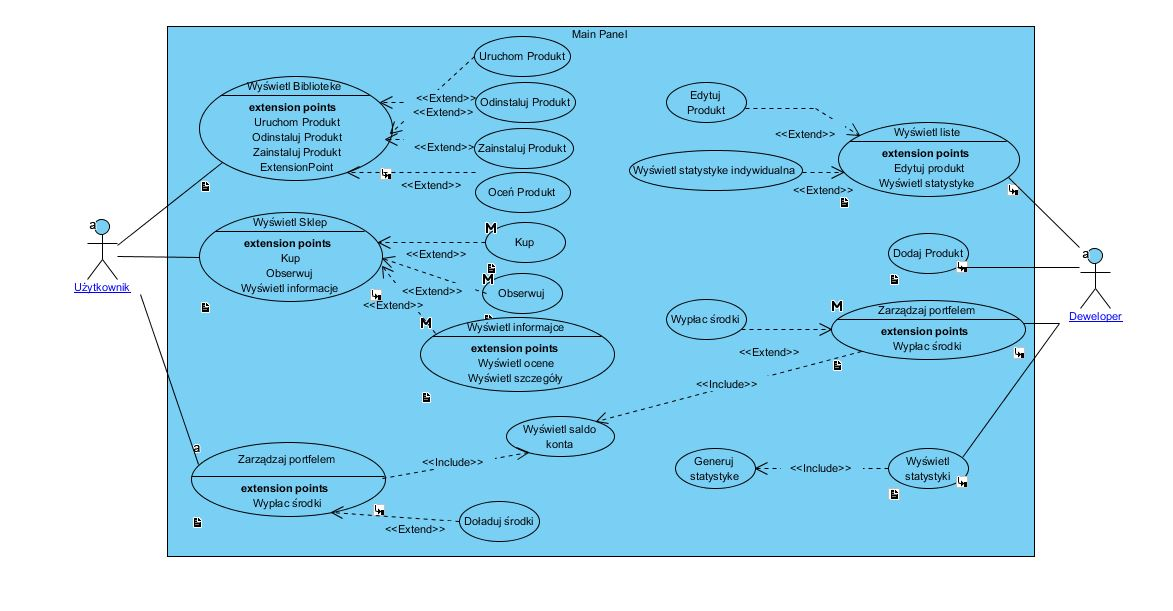 Main Panel
Wyświetl Biblioteke
extension points
Uruchom Produkt
Odinstaluj Produkt
Zainstaluj Produkt
ExtensionPoint
Uruchom Produkt
<<Extend>>
Odinstaluj Produkt
<<Extend>>
Zainstaluj Produkt
<<Extend>>
Oceń Produkt
<<Extend>>
a
Użytkownik
Wyświetl Sklep
extension points
Kup
Obserwuj
Wyświetl informacje
M
Kup
<<Extend>>
M
Obserwuj
<<Extend>>
<<Extend>>
M
Wyświetl informajce
extension points
Wyświetl ocene
Wyświetl szczegóły
Wyświetl saldo
konta
<<Include>>
a
Zarządzaj portfelem
extension points
Wypłac środki
Doładuj środki
<<Extend>>
Edytuj
Produkt
<<Extend>>
Wyświetl statystyke indywidualna
<<Extend>>
Wyświetl liste
extension points
Edytuj produkt
Wyświetl statystyke
Dodaj Produkt
a
Deweloper
Wypłac środki
<<Extend>>
M
Zarządzaj portfelem
extension points
Wypłac środki
<<Include>>
Generuj
statystyke
<<Include>>
Wyświetl
statystyki